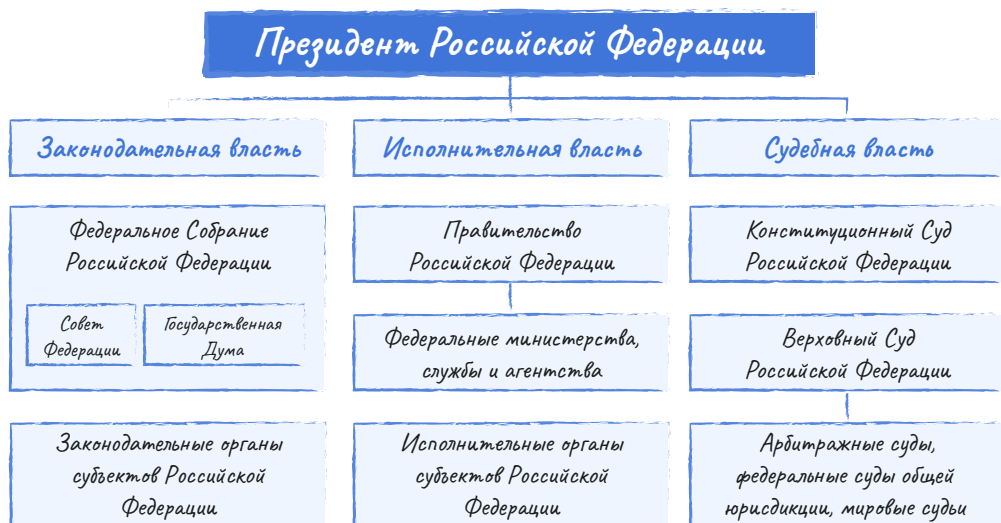 Президент Российской Федерации
Законодательная власть
Исполнительная власть
Судебная власть
Федеральное Собрание
Российской Федерации
Совет
Федерации
Государственная
Дума
Законодательные органы
субъектов Российской
Федерации
Правительство
Российской Федерации
Федеральные министерства,
службы и агентства
Исполнительные органы
субъектов Российской
Федерации
Конституционный Суд
Российской Федерации
Верховный Суд
Российской Федерации
Арбитражные суды,
федеральные суды общей
юрисдикции, мировые судьи